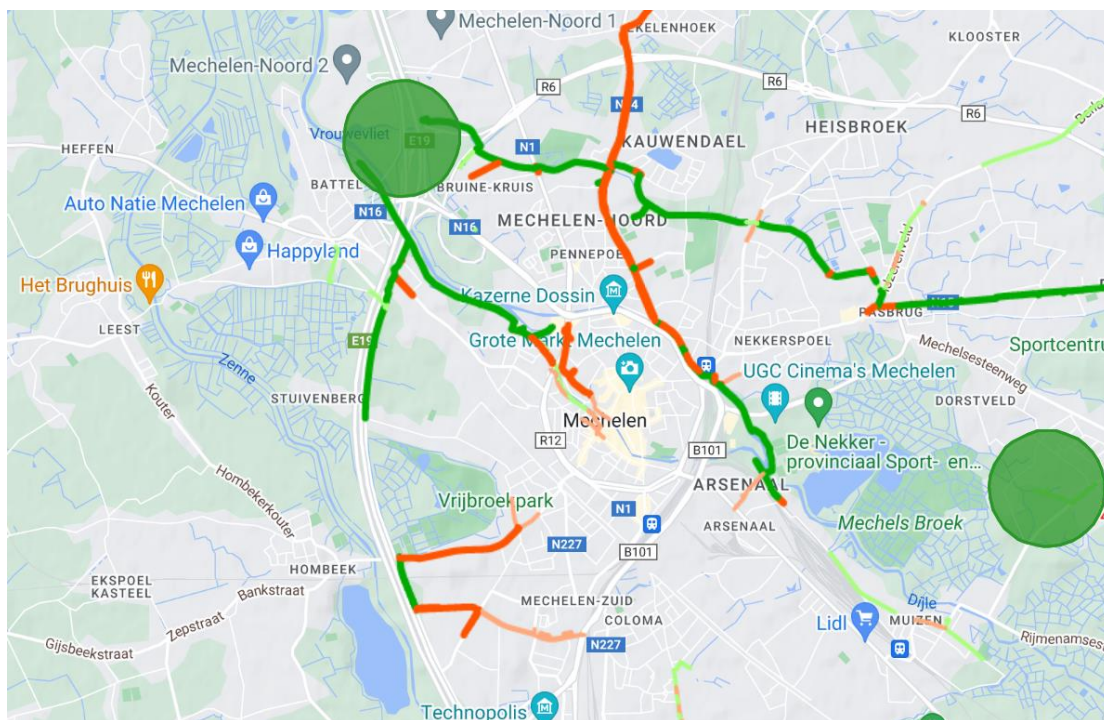 Mechelen-Noord 1
EKELENHOEK
KLOOSTER
Mechelen-Noord 2
R6
R6
R6
HEFFEN
Vrouwevliet
E19
N1
KAUWENDAEL
HEISBROEK
BATTEL
BRUINE-KRUIS
Auto Natie Mechelen
N16
N16
MECHELEN-NOORD
Happyland
PENNEPOEL
Het Brughuis
Kazerne Dossin
PASBRUG
LEEST
E19
Grote Markt Mechelen
NEKKERSPOEL
Mechelsesteenweg
Sportcentru
Zenne
Kouter
UGC Cinema's Mechelen
STUIVENBERG
Mechelen
DORSTVELD
R12
B101
De Nekker -
provinciaal Sport- en...
Hombekerkouter
Vrijbroekpark
ARSENAAL
N1
ARSENAAL
Mechels Broek
N227
B101
HOMBEEK
EKSPOEL
KASTEEL
Bankstraat
MECHELEN-ZUID
Dijle
Zepstraat
COLOMA
Lidl
MUIZEN
Gijsbeekstraat
N227
Rijmenamsest
Technopolis